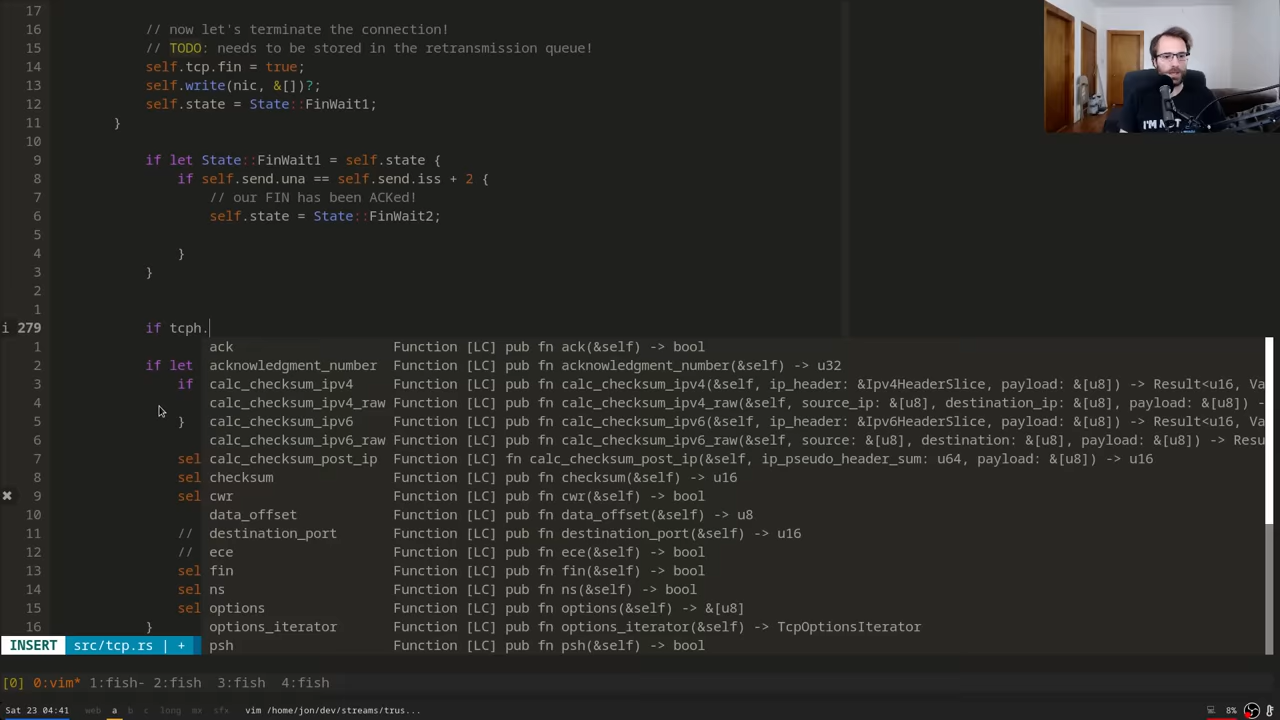 17
16 // now let's terminate the connection!
15 // TODO: needs to be stored in the retransmission queue!
14 self.tcp.fin = true;
13 self.write(nic, &[])?;
12 self.state = State::FinWait1;
11 }
10
9 if let State::FinWait1 = self.state {
8 if self.send.una == self.send.iss + 2 {
7 // our FIN has been ACKed!
6 self.state = State::FinWait2;
5
4 }
3 }
2
1
i 279 if tcph.
1 ack Function [LC] pub fn ack(&self) -> bool
2 if let acknowledgment_number Function [LC] pub fn acknowledgment_number(&self) -> u32
3 if calc_checksum_ipv4 Function [LC] pub fn calc_checksum_ipv4(&self, ip_header: &Ipv4HeaderSlice, payload: &[u8]) -> Result<u16, Va
4 calc_checksum_ipv4_raw Function [LC] pub fn calc_checksum_ipv4_raw(&self, source_ip: &[u8], destination_ip: &[u8], payload: &[u8]) ->
5 } calc_checksum_ipv6 Function [LC] pub fn calc_checksum_ipv6(&self, ip_header: &Ipv6HeaderSlice, payload: &[u8]) -> Result<u16, Va
6 calc_checksum_ipv6_raw Function [LC] pub fn calc_checksum_ipv6_raw(&self, source: &[u8], destination: &[u8], payload: &[u8]) -> Resu
7 sel calc_checksum_post_ip Function [LC] fn calc_checksum_post_ip(&self, ip_pseudo_header_sum: u64, payload: &[u8]) -> u16
8 sel checksum Function [LC] pub fn checksum(&self) -> u16
✖ 9 sel cwr Function [LC] pub fn cwr(&self) -> bool
10 data_offset Function [LC] pub fn data_offset(&self) -> u8
11 // destination_port Function [LC] pub fn destination_port(&self) -> u16
12 // ece Function [LC] pub fn ece(&self) -> bool
13 sel fin Function [LC] pub fn fin(&self) -> bool
14 sel ns Function [LC] pub fn ns(&self) -> bool
15 sel options Function [LC] pub fn options(&self) -> &[u8]
16 } options_iterator Function [LC] pub fn options_iterator(&self) -> TcpOptionsIterator
INSERT src/tcp.rs | + psh Function [LC] pub fn psh(&self) -> bool
[0] 0:vim* 1:fish- 2:fish 3:fish 4:fish
Sat 23 04:41 web a b c long mx sfx vim /home/jon/dev/streams/trus... 8%
I'M NOT